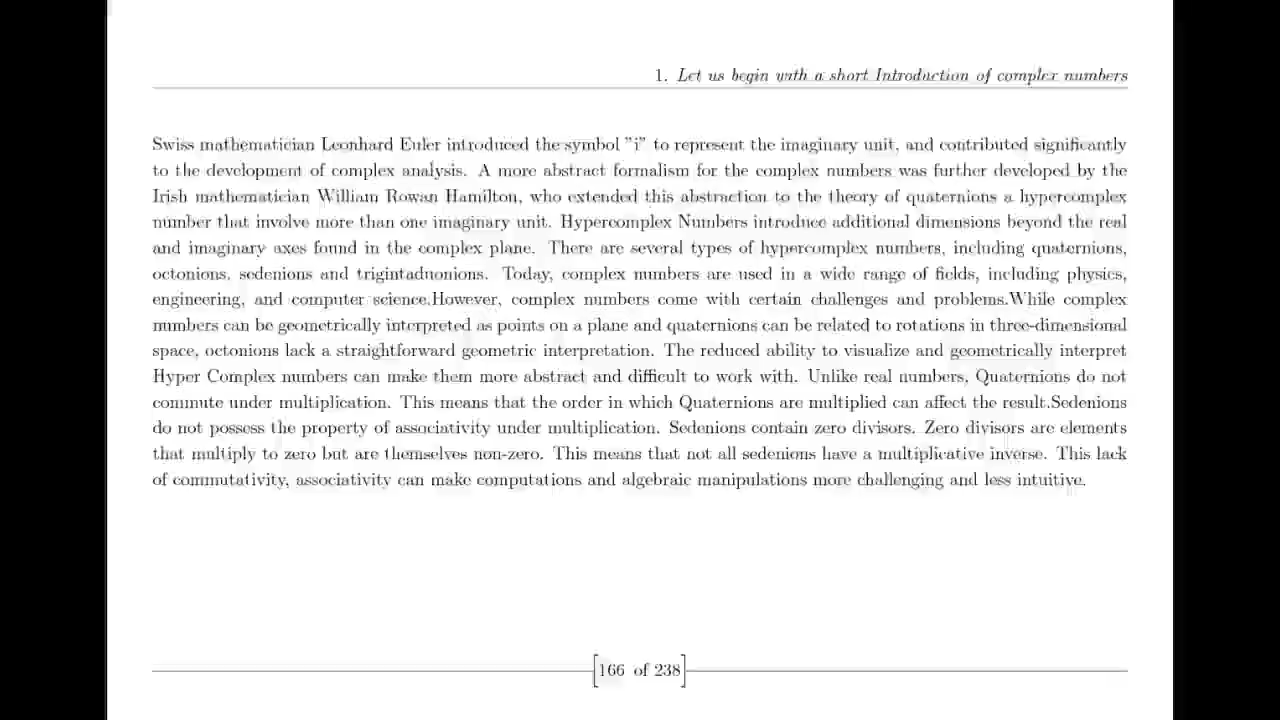 1. Let us begin with a short Introduction of complex numbers
Swiss mathematician Leonhard Euler introduced the symbol "i" to represent the imaginary unit, and contributed significantly
to the development of complex analysis. A more abstract formalism for the complex numbers was further developed by the
Irish mathematician William Rowan Hamilton, who extended this abstraction to the theory of quaternions a hypercomplex
number that involve more than one imaginary unit. Hypercomplex Numbers introduce additional dimensions beyond the real
and imaginary axes found in the complex plane. There are several types of hypercomplex numbers, including quaternions,
octonions, sedenions and trigintaduonions. Today, complex numbers are used in a wide range of fields, including physics,
engineering, and computer science.However, complex numbers come with certain challenges and problems.While complex
numbers can be geometrically interpreted as points on a plane and quaternions can be related to rotations in three-dimensional
space, octonions lack a straightforward geometric interpretation. The reduced ability to visualize and geometrically interpret
Hyper Complex numbers can make them more abstract and difficult to work with. Unlike real numbers, Quaternions do not
commute under multiplication. This means that the order in which Quaternions are multiplied can affect the result.Sedenions
do not possess the property of associativity under multiplication. Sedenions contain zero divisors. Zero divisors are elements
that multiply to zero but are themselves non-zero. This means that not all sedenions have a multiplicative inverse. This lack
of commutativity, associativity can make computations and algebraic manipulations more challenging and less intuitive.
166 of 238